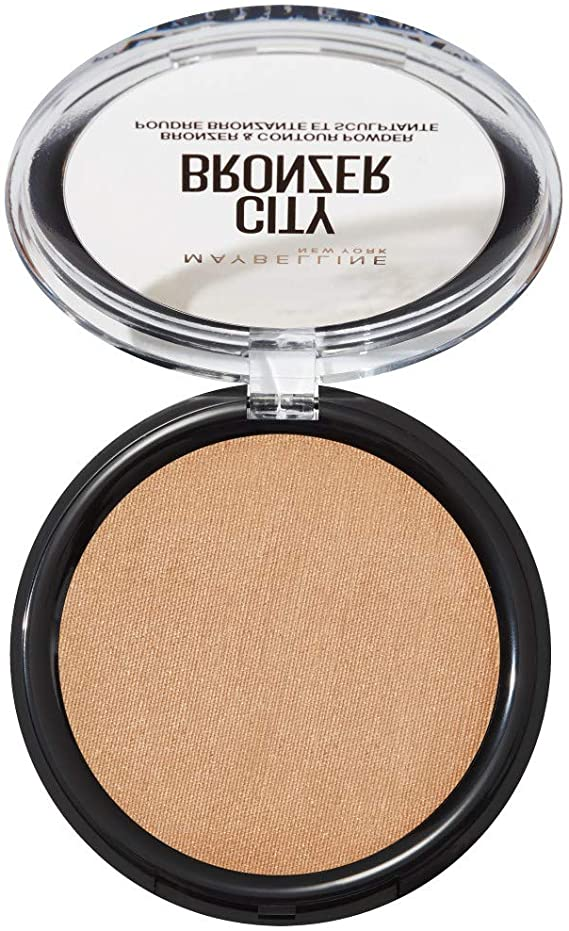 MAYBELLINE
NEW YORK
CITY
BRONZER
BRONZER & CONTOUR POWDER
POUDRE BRONZANTE ET SCULPTANTE